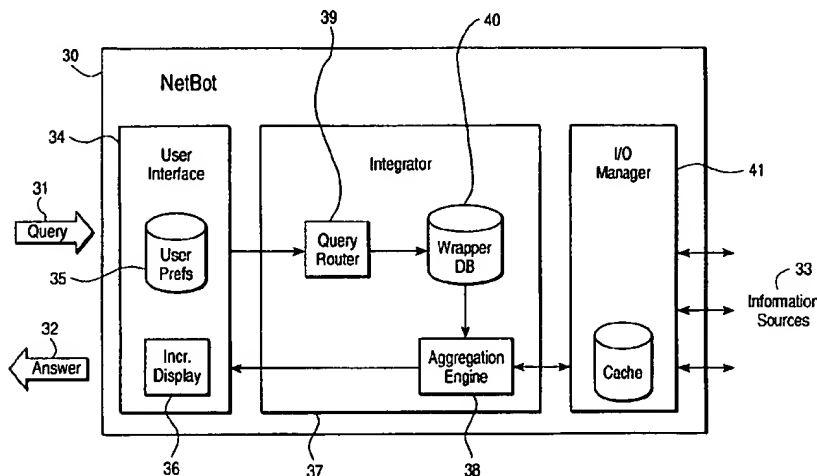 39
40
30
NetBot
34
User
Interface
Integrator
I/O
Manager
41
31
Query
User
Prefs
35
Query
Router
Wrapper
DB
33
Information
Sources
32
Answer
Incr.
Display
Aggregation
Engine
Cache
36
37
38